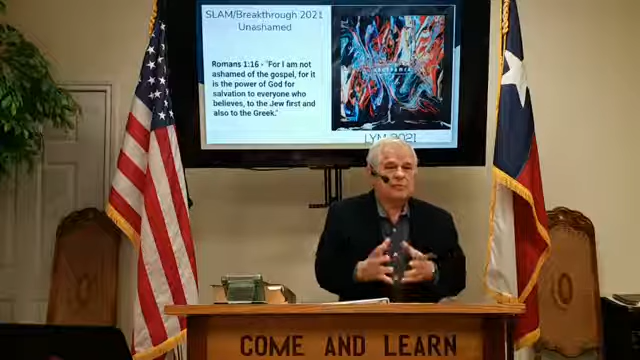 SLAM/Breakthrough 2021
Unashamed
Romans 1:16 - "For I am not
ashamed of the gospel, for it
is the power of God for
salvation to everyone who
believes, to the Jew first and
also to the Greek."
LYM 2021
COME AND LEARN